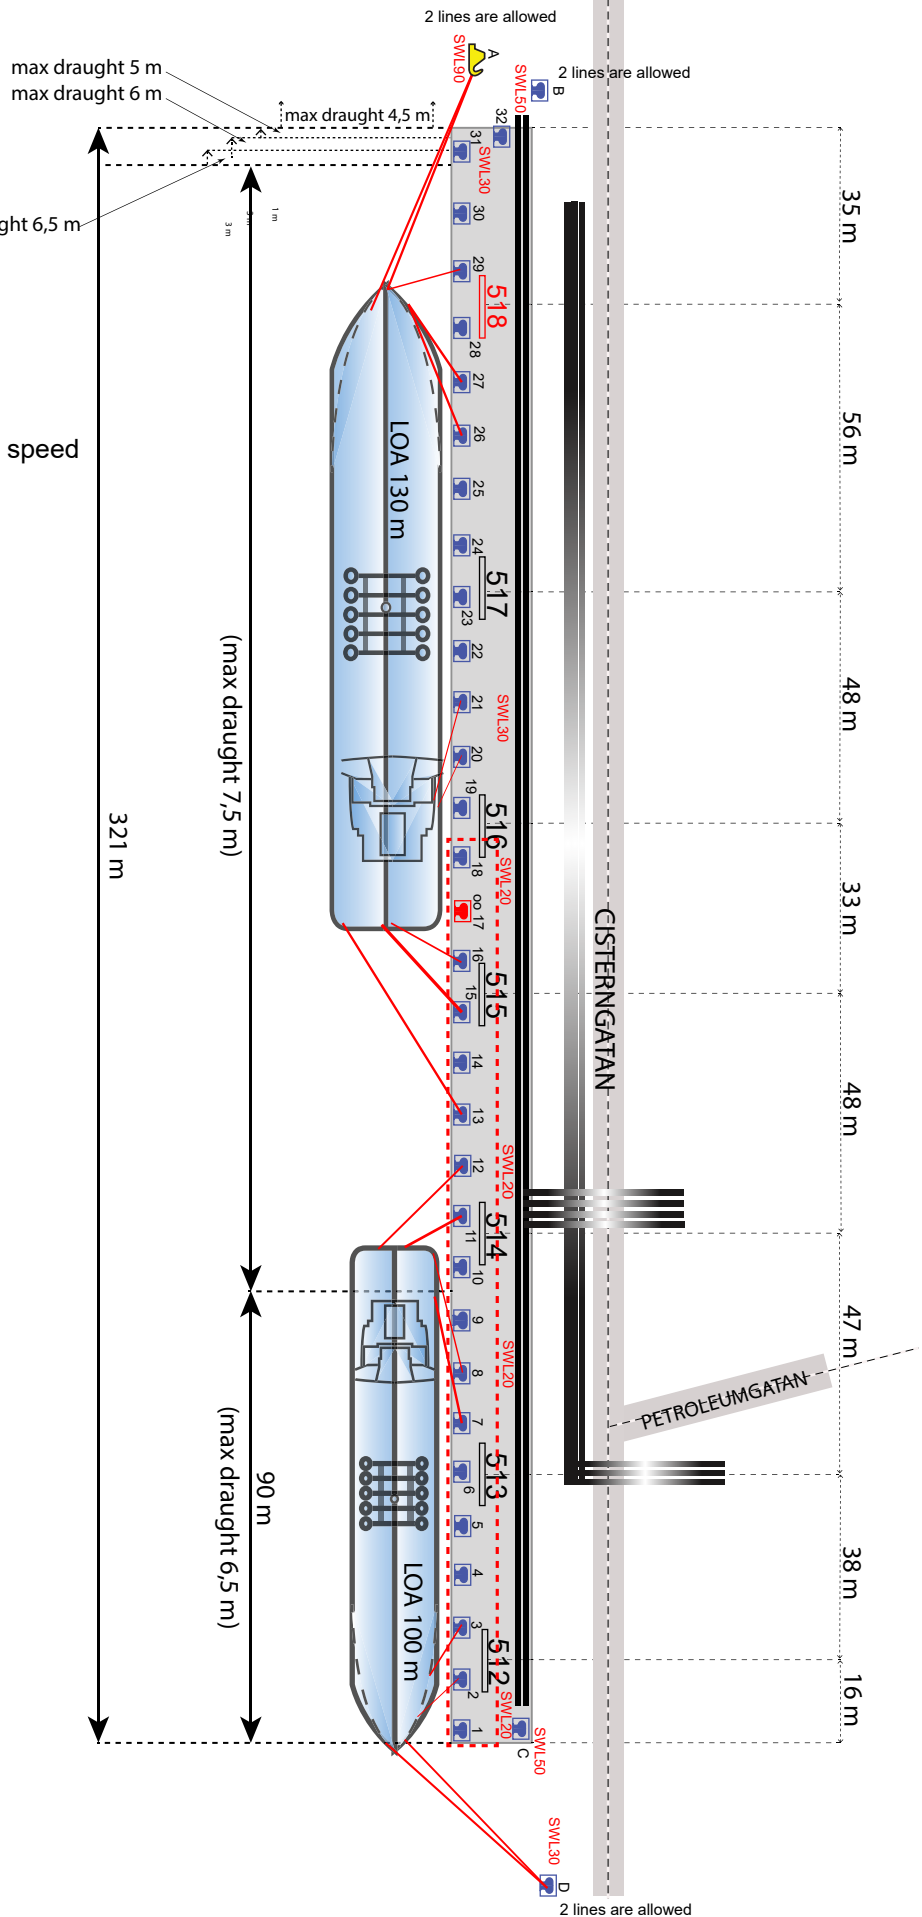 2 lines are allowed
A
SWL90
max draught 5 m
max draught 6 m
2 lines are allowed
SWL50
B
max draught 4,5 m
32
31
SWL30
30
1 m
3 m
ght 6,5 m
35 m
29
518
28
27
26
56 m
speed
LOA 130 m
25
24
517
23
22
48 m
(max draught 7,5 m)
21
SWL30
20
19
516
18
SWL20
321 m
33 m
17
CISTERNGATAN
16
515
15
14
13
48 m
12
SWL20
514
11
10
9
47 m
8
SWL20
PETROLEUMGATAN
7
513
6
90 m
(max draught 6,5 m)
5
4
38 m
LOA 100 m
3
512
2
16 m
1
SWL20
C
SWL50
SWL30
D
2 lines are allowed